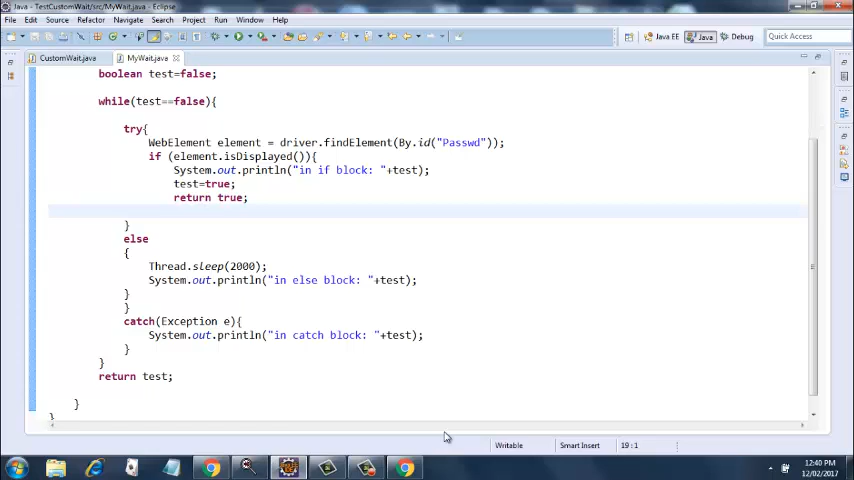 Java - TestCustomWait/src/MyWait.java - Eclipse
File Edit Source Refactor Navigate Search Project Run Window Help
Java EE Java Debug Quick Access
CustomWait.java MyWait.java
boolean test=false;
while(test==false){
try{
WebElement element = driver.findElement(By.id("Passwd"));
if (element.isDisplayed()){
System.out.println("in if block: "+test);
test=true;
return true;
}
else
{
Thread.sleep(2000);
System.out.println("in else block: "+test);
}
}
catch(Exception e){
System.out.println("in catch block: "+test);
}
}
return test;
}
}
Writable Smart Insert 19:1
12:40 PM
12/02/2017